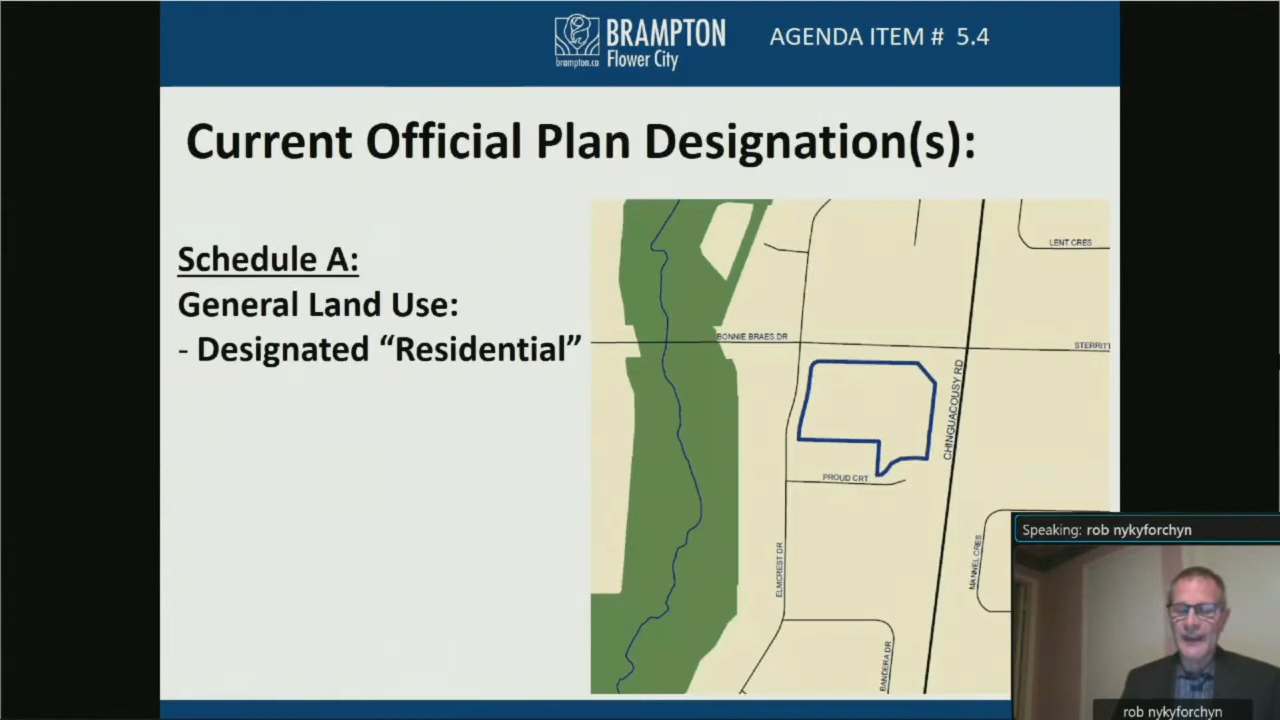 BRAMPTON
brampton.ca
Flower City
AGENDA ITEM # 5.4
Current Official Plan Designation(s):
Schedule A:
General Land Use:
- Designated “Residential”
LENT CRES
BONNIE BRAES DR
STERRITT
CHINGUACOUSY RD
PROUD CRT
ELMCREST DR
MANNEL CRES
BANDERA DR
Speaking: rob nykyforchyn
rob nykyforchyn